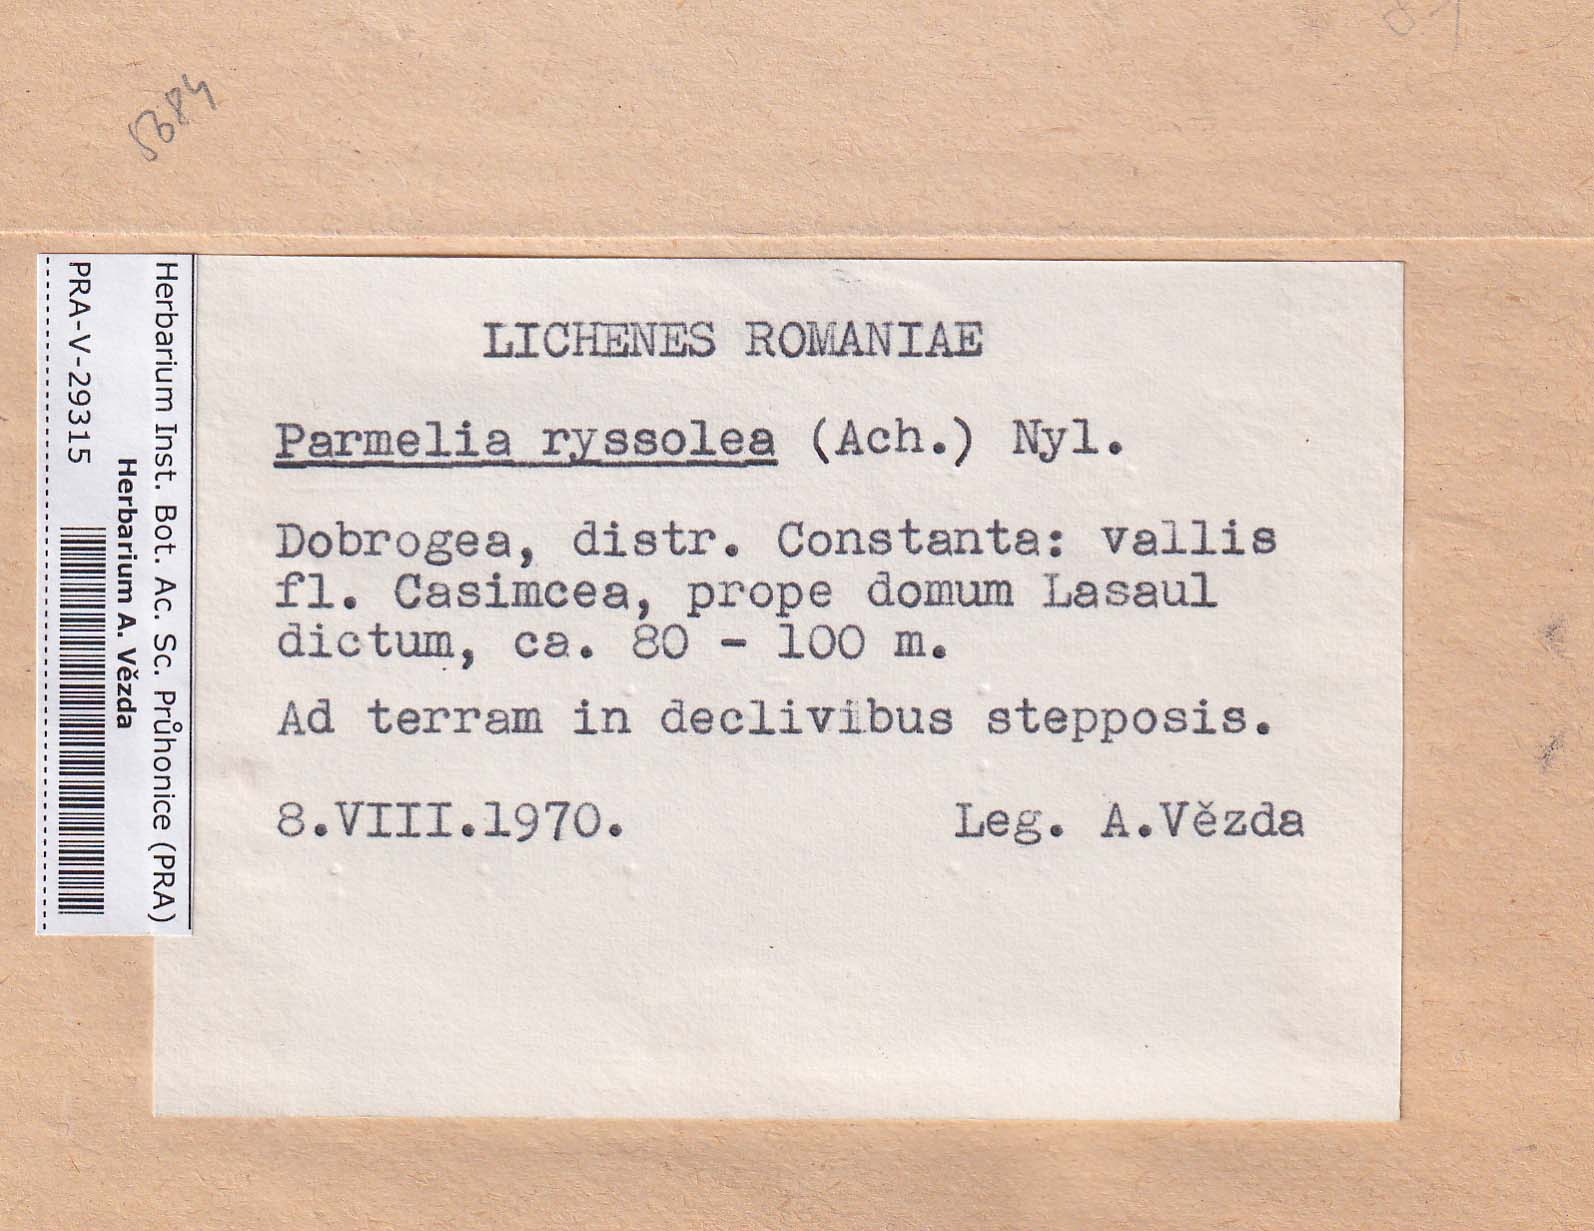 5684
Herbarium Inst. Bot. Ac. Sc. Průhonice (PRA)
Herbarium A. Vězda
PRA-V-29315
LICHENES ROMANIAE
Parmelia ryssolea (Ach.) Nyl.
Dobrogea, distr. Constanta: vallis
fl. Casimcea, prope domum Lasaul
dictum, ca. 80 - 100 m.
Ad terram in declivibus stepposis.
8.VIII.1970. Leg. A.Vězda